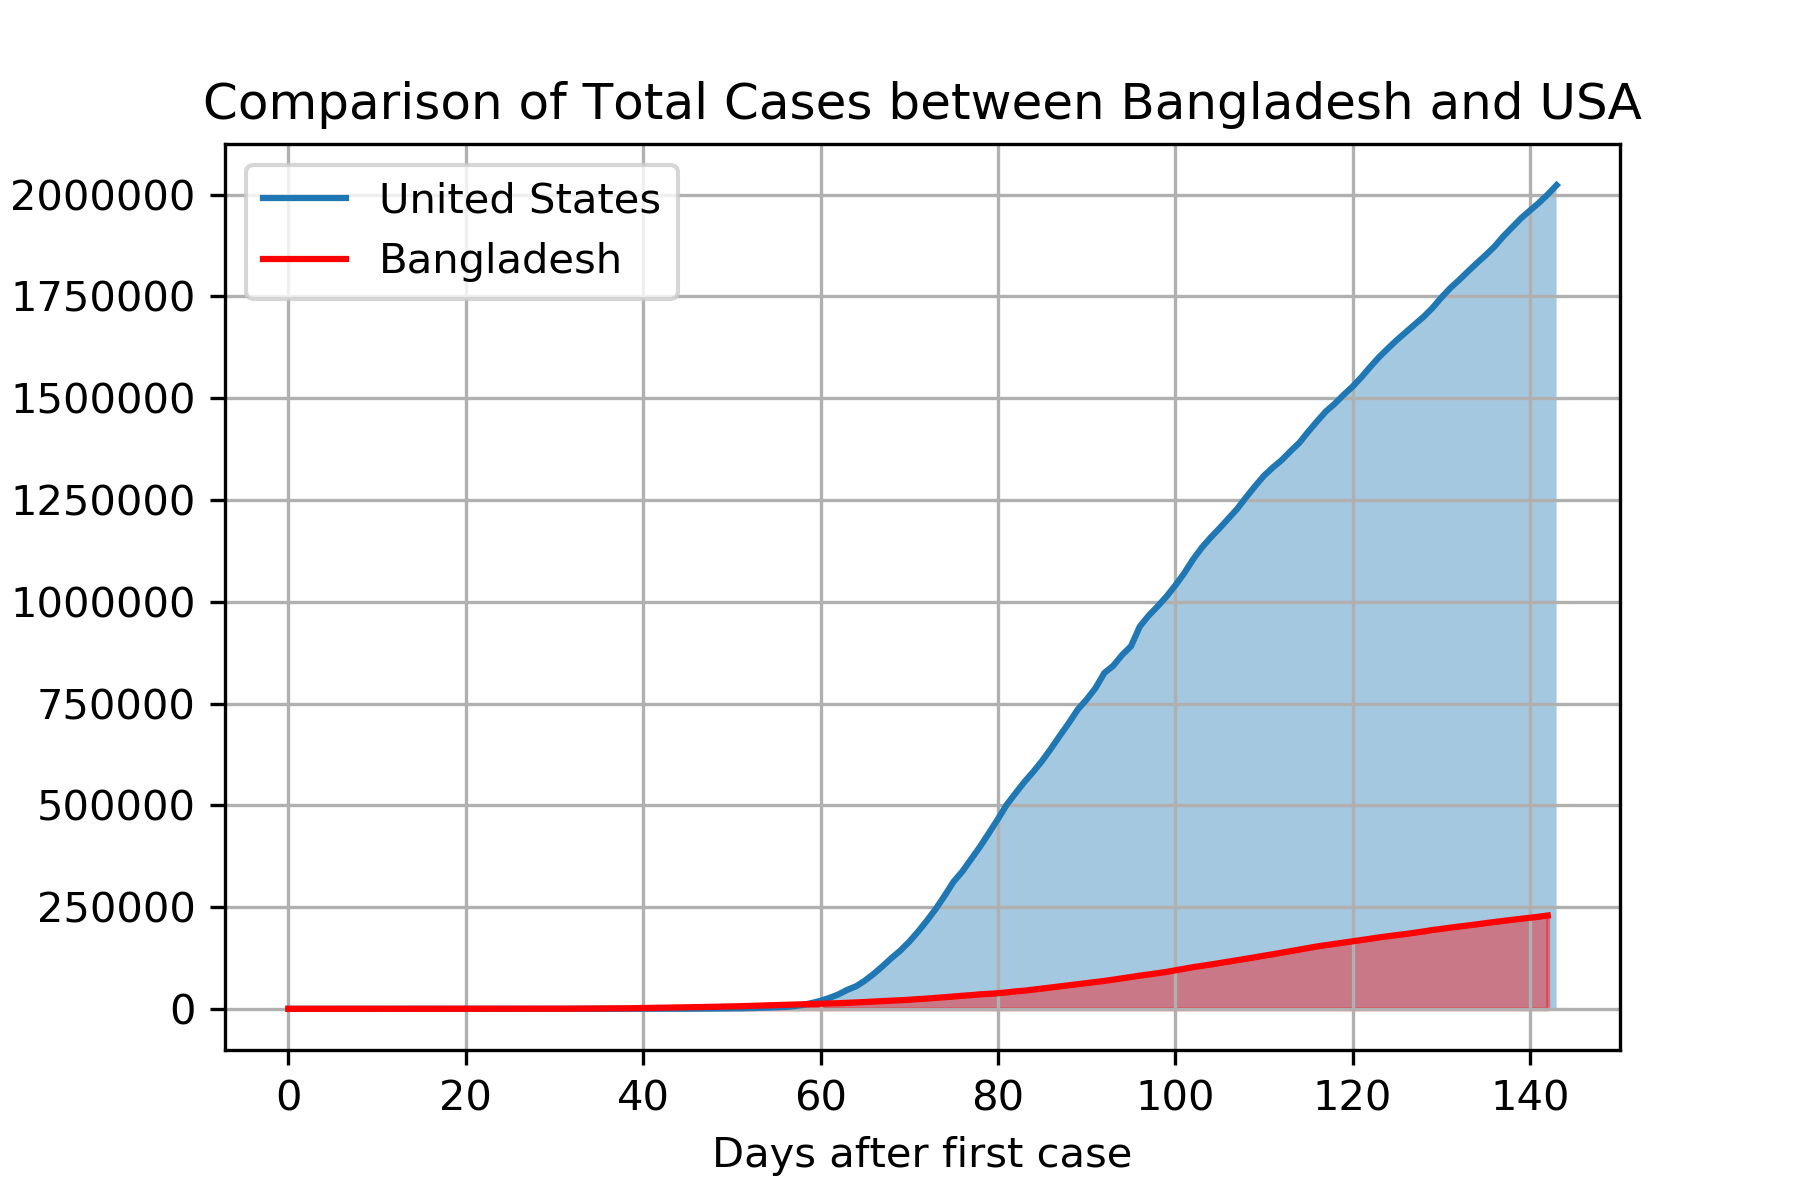 Comparison of Total Cases between Bangladesh and USA
United States
Bangladesh
2000000
1750000
1500000
1250000
1000000
750000
500000
250000
0
0 20 40 60 80 100 120 140
Days after first case